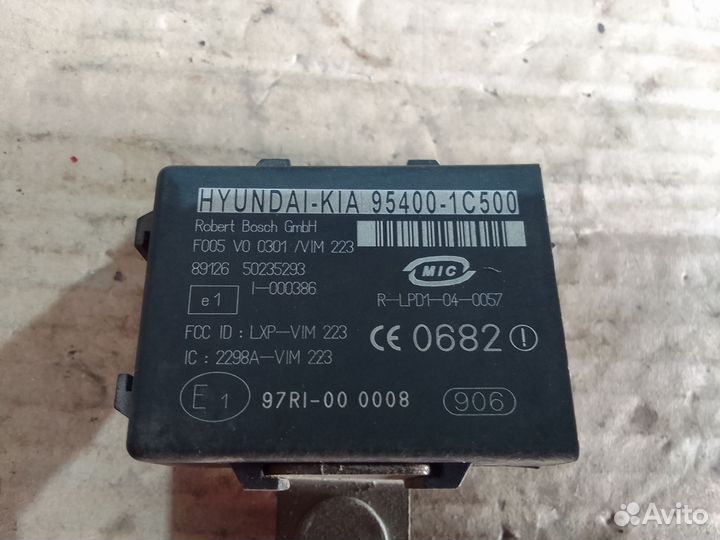 HYUNDAI-KIA 95400-1C500
Robert Bosch GmbH
F005 V0 0301 /VIM 223
89126 50235293
I-000386
e1
MIC
R-LPD1-04-0057
FCC ID : LXP-VIM 223
IC : 2298A-VIM 223
CE 0682
E1
97RI-00 0008
906
Avito